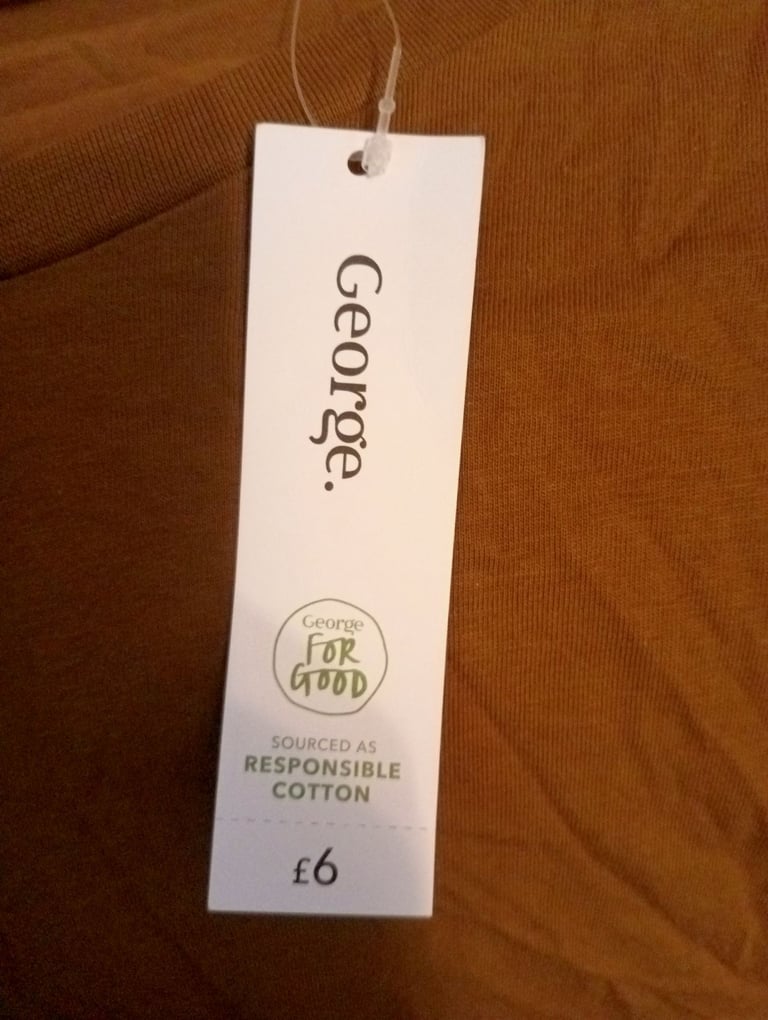 George.
George
FOR
GOOD
SOURCED AS
RESPONSIBLE
COTTON
£6